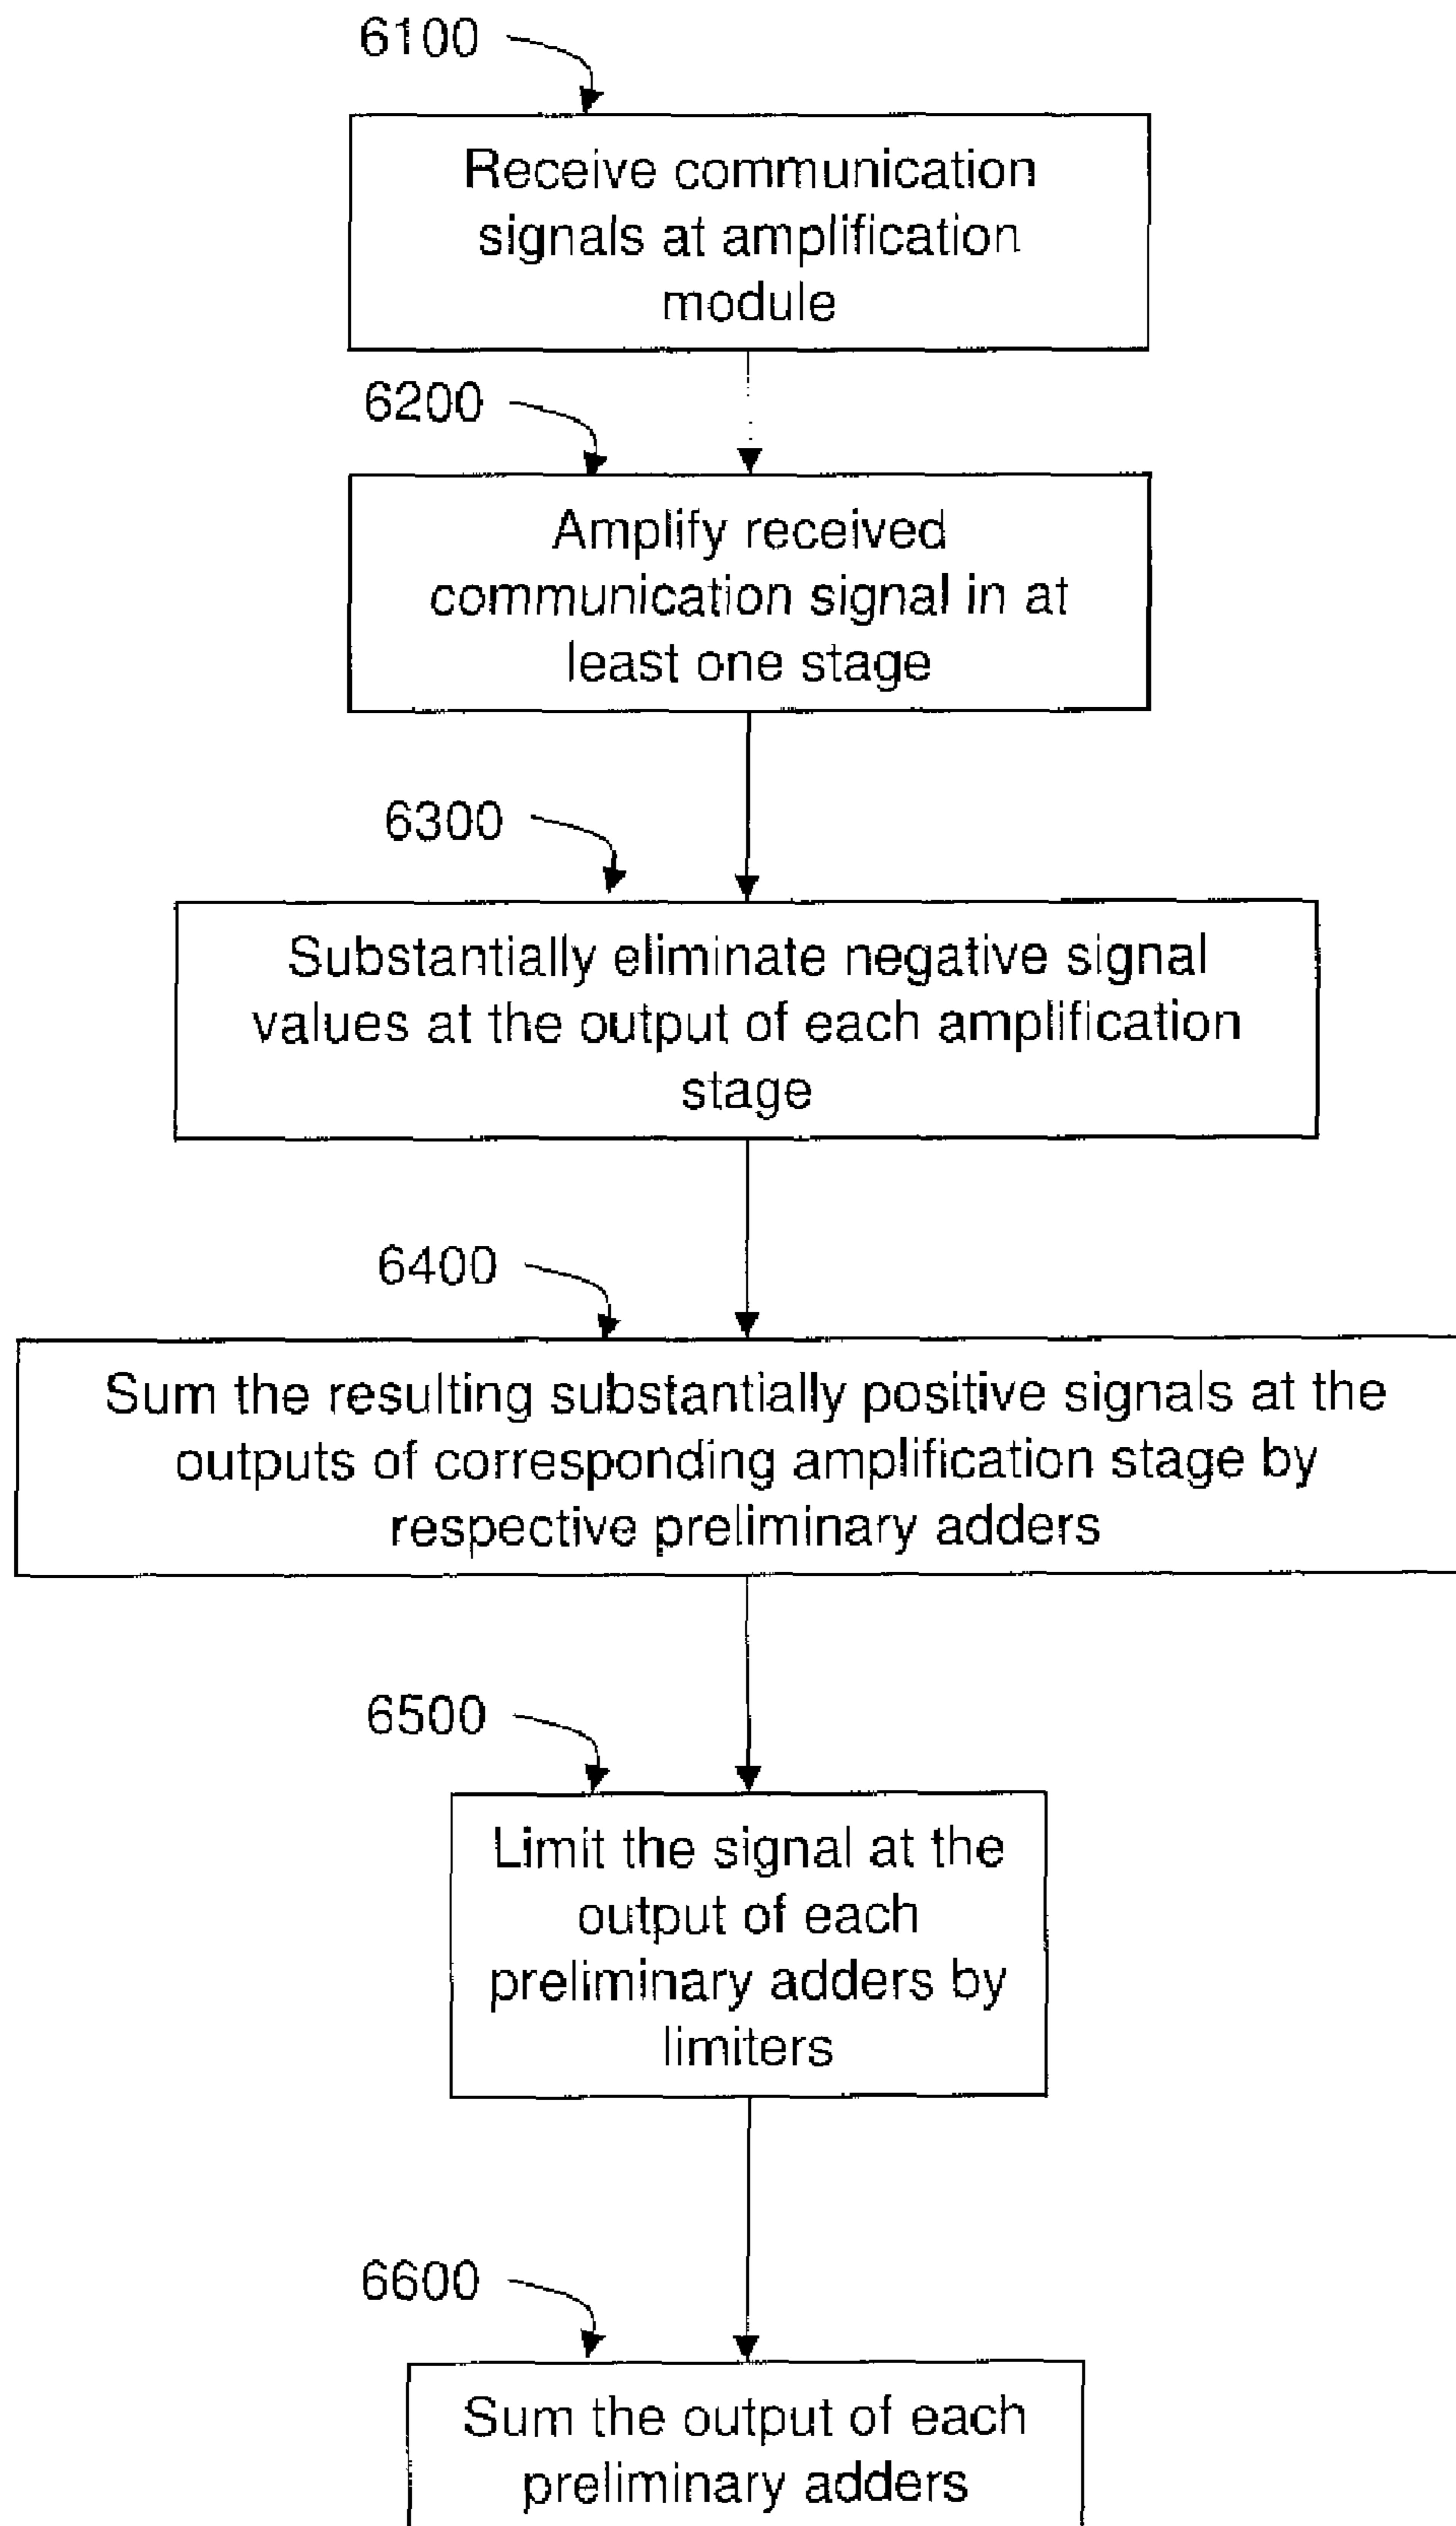 6100
Receive communication
signals at amplification
module
6200
Amplify received
communication signal in at
least one stage
6300
Substantially eliminate negative signal
values at the output of each amplification
stage
6400
Sum the resulting substantially positive signals at the
outputs of corresponding amplification stage by
respective preliminary adders
6500
Limit the signal at the
output of each
preliminary adders by
limiters
6600
Sum the output of each
preliminary adders